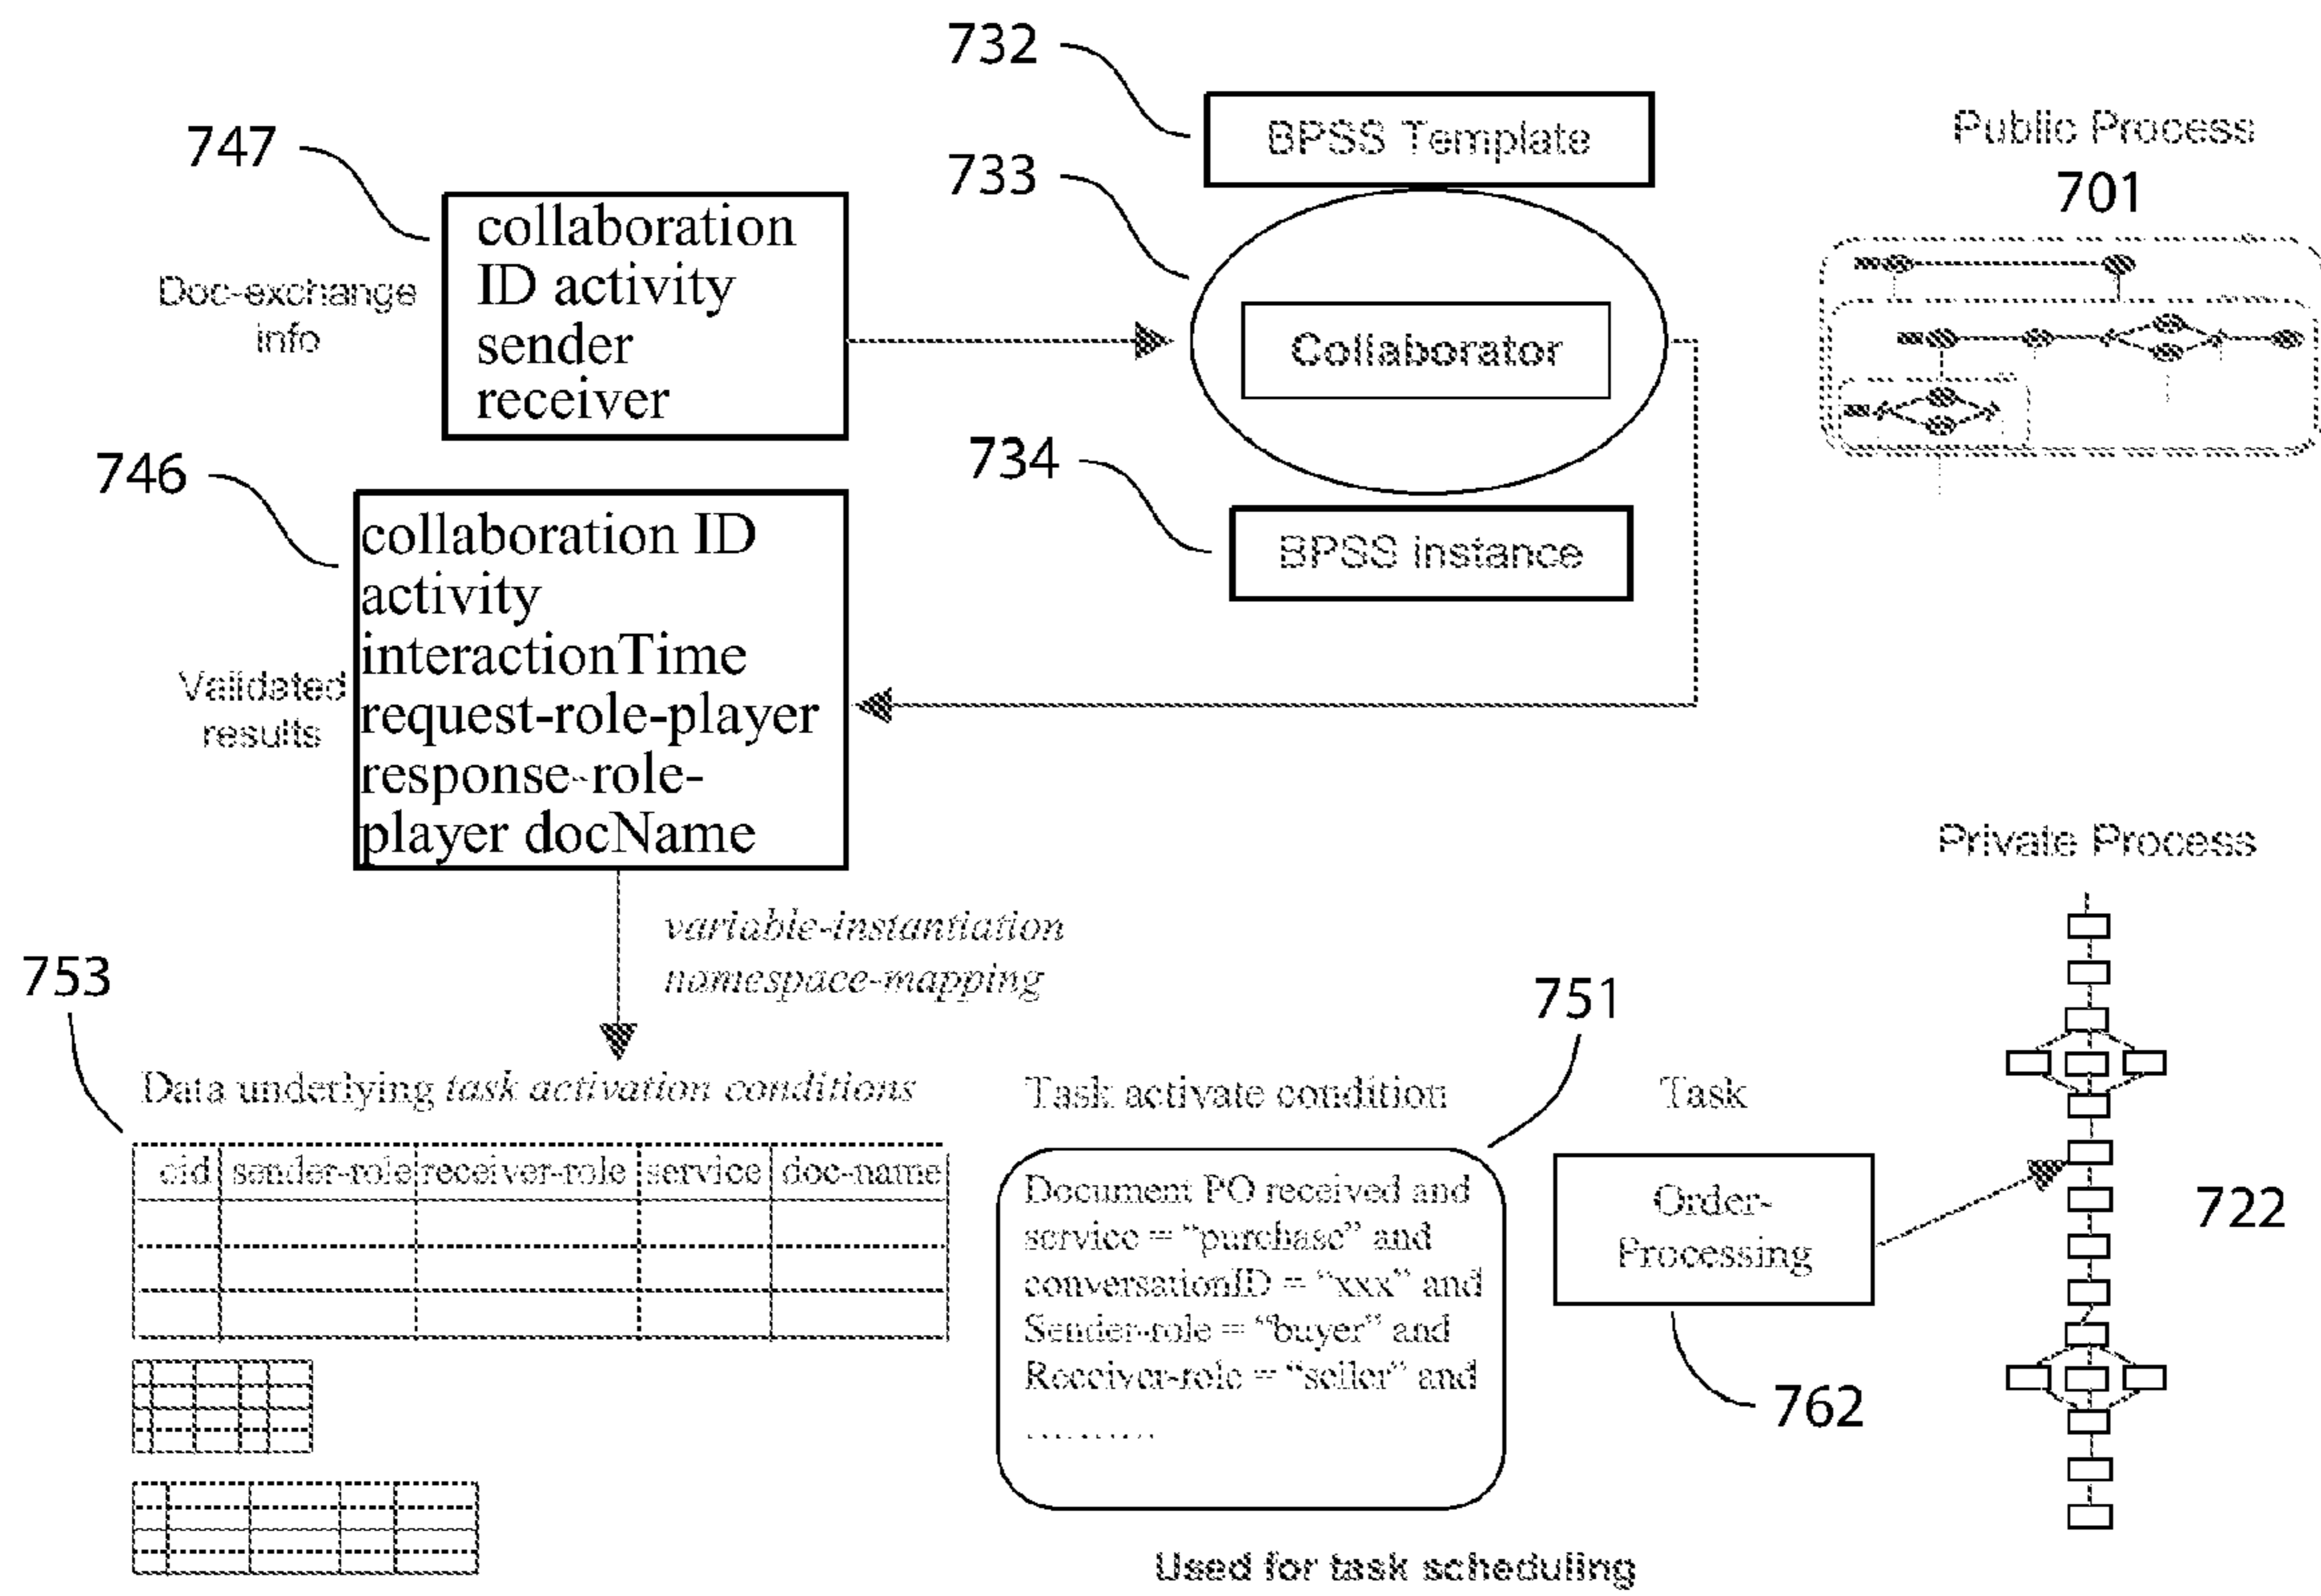 732
BPSS Template
Public Process
701
747
733
collaboration
ID activity
sender
receiver
Doc-exchange
info
Collaborator
746
734
collaboration ID
activity
interactionTime
request-role-player
response-role-
player docName
BPSS instance
Validated
results
Private Process
variable-instantiation
namespace-mapping
753
751
Data underlying task activation conditions
Task activate condition
Task
cid sender-role receiver-role service doc-name
Document PO received and
service = “purchase” and
conversationID = “xxx” and
Sender-role = “buyer” and
Receiver-role = “seller” and
..........
Order-
Processing
722
762
Used for task scheduling